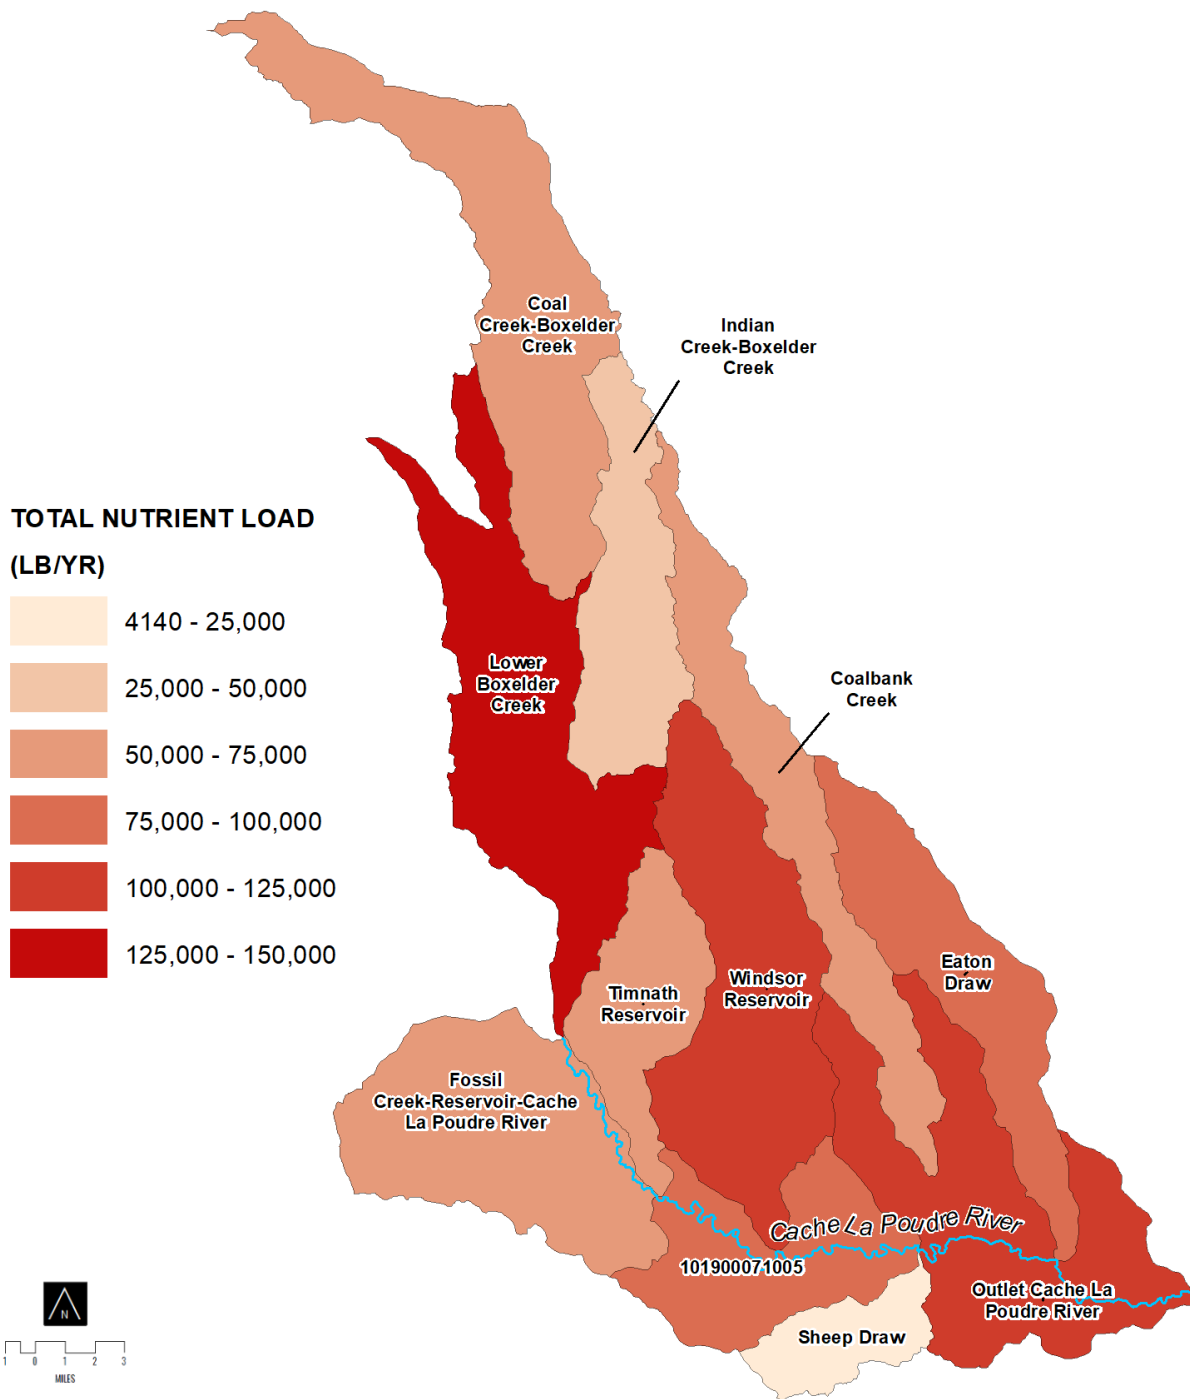 Coal
Creek-Boxelder
Creek
Indian
Creek-Boxelder
Creek
TOTAL NUTRIENT LOAD
(LB/YR)
4140 - 25,000
25,000 - 50,000
50,000 - 75,000
75,000 - 100,000
100,000 - 125,000
125,000 - 150,000
Lower
Boxelder
Creek
Coalbank
Creek
Eaton
Draw
Windsor
Reservoir
Timnath
Reservoir
Fossil
Creek-Reservoir-Cache
La Poudre River
Cache La Poudre River
101900071005
Outlet Cache La
Poudre River
Sheep Draw
N
1 0 1 2 3
MILES